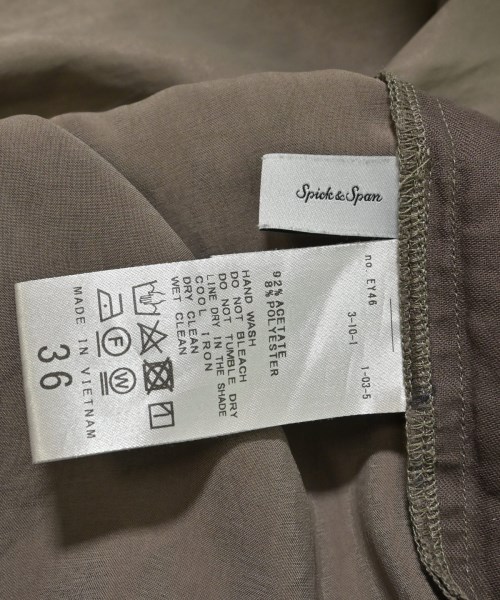 Spick & Span
no. EY46
3-10-1
1-03-5
92% ACETATE
8% POLYESTER
HAND WASH
DO NOT BLEACH
DO NOT TUMBLE DRY
LINE DRY IN THE SHADE
COOL IRON
DRY CLEAN
WET CLEAN
F
W
MADE IN VIETNAM
36